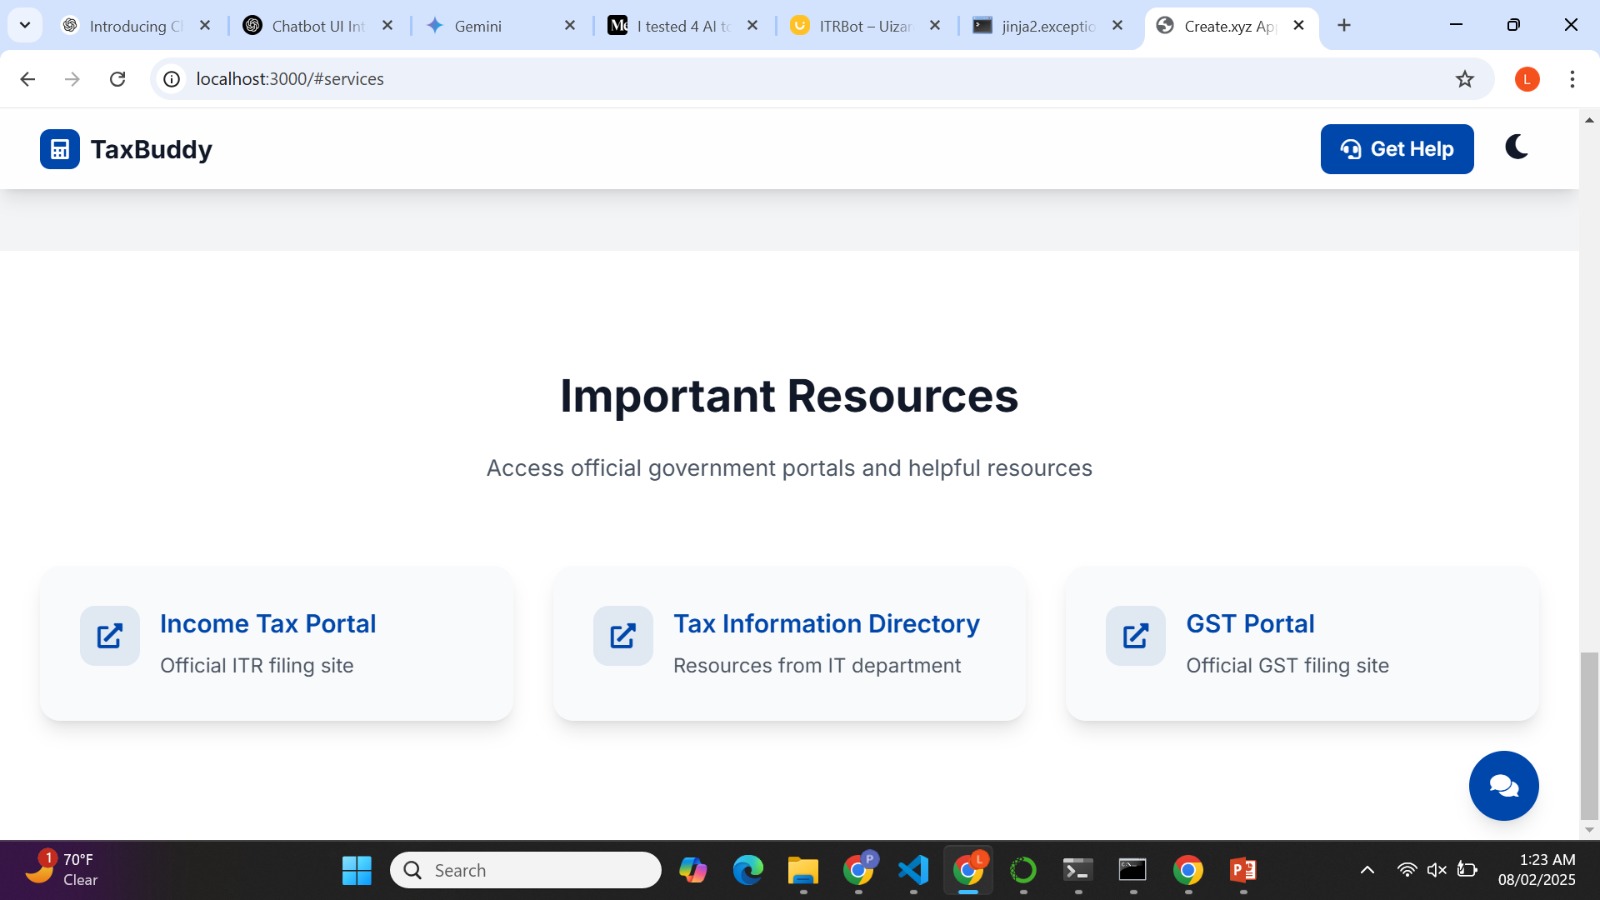 Introducing Cl
Chatbot UI Int
Gemini
I tested 4 AI to
ITRBot – Uizar
jinja2.exceptio
Create.xyz Ap
localhost:3000/#services
L
TaxBuddy
Get Help
Important Resources
Access official government portals and helpful resources
Income Tax Portal
Official ITR filing site
Tax Information Directory
Resources from IT department
GST Portal
Official GST filing site
1
70°F
Clear
Search
P
L
P
1:23 AM
08/02/2025